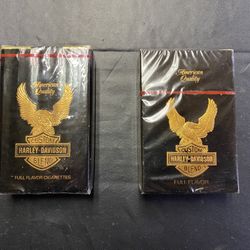 American
Quality
CUSTOM
HARLEY-DAVIDSON
BLEND
FULL FLAVOR CIGARETTES
American
Quality
CUSTOM
HARLEY-DAVIDSON
BLEND
FULL FLAVOR